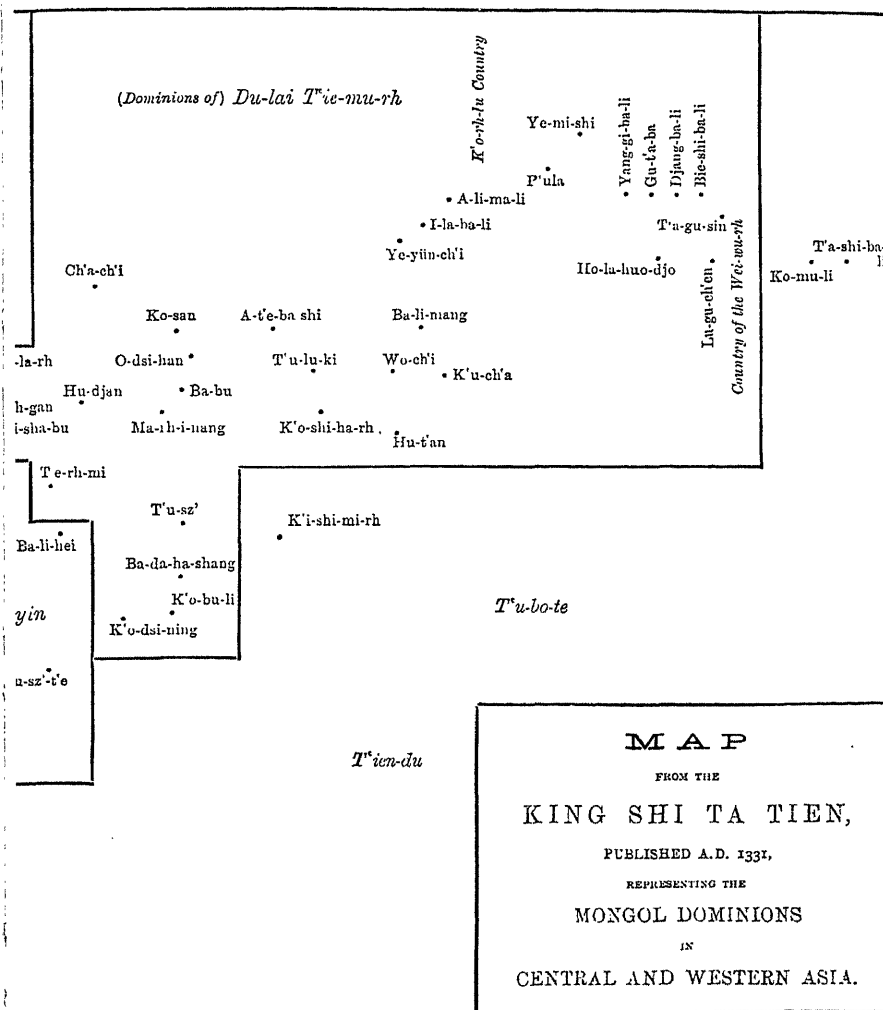 (Dominions of) Du-lai T'ie-mu-rh
K'o-rh-lu Country
Ye-mi-shi
P'ula
Yang-gi-ba-li
Gu-t'a-ba
Djang-ba-li
Bie-shi-ba-li
A-li-ma-li
I-la-ba-li
Ye-yün-ch'i
T'a-gu-sin
Ho-la-huo-djo
Lu-gu-ch'en
Country of the Wei-wu-rh
T'a-shi-ba-
li
Ko-mu-li
Ch'a-ch'i
Ko-san
A-t'e-ba shi
Ba-li-mang
-la-rh
O-dsi-han
T'u-lu-ki
Wo-ch'i
K'u-ch'a
Hu-djan
Ba-bu
h-gan
i-sha-bu
Ma-rh-i-nang
K'o-shi-ha-rh
Hu-t'an
T e-rh-mi
T'u-sz'
K'i-shi-mi-rh
Ba-li-hei
Ba-da-ha-shang
K'o-bu-li
yin
K'o-dsi-ning
T'u-bo-te
u-sz'-t'e
T'ien-du
MAP
FROM THE
KING SHI TA TIEN,
PUBLISHED A.D. 1331,
REPRESENTING THE
MONGOL DOMINIONS
IN
CENTRAL AND WESTERN ASIA.